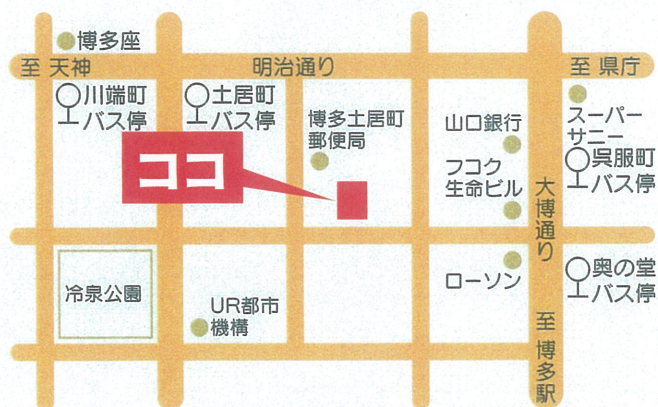 博多座
至 天神
明治通り
至 県庁
川端町
バス停
土居町
バス停
博多土居町
郵便局
山口銀行
スーパー
サニー
呉服町
バス停
フコク
生命ビル
ココ
大博通り
冷泉公園
UR都市
機構
ローソン
奥の堂
バス停
至 博多駅